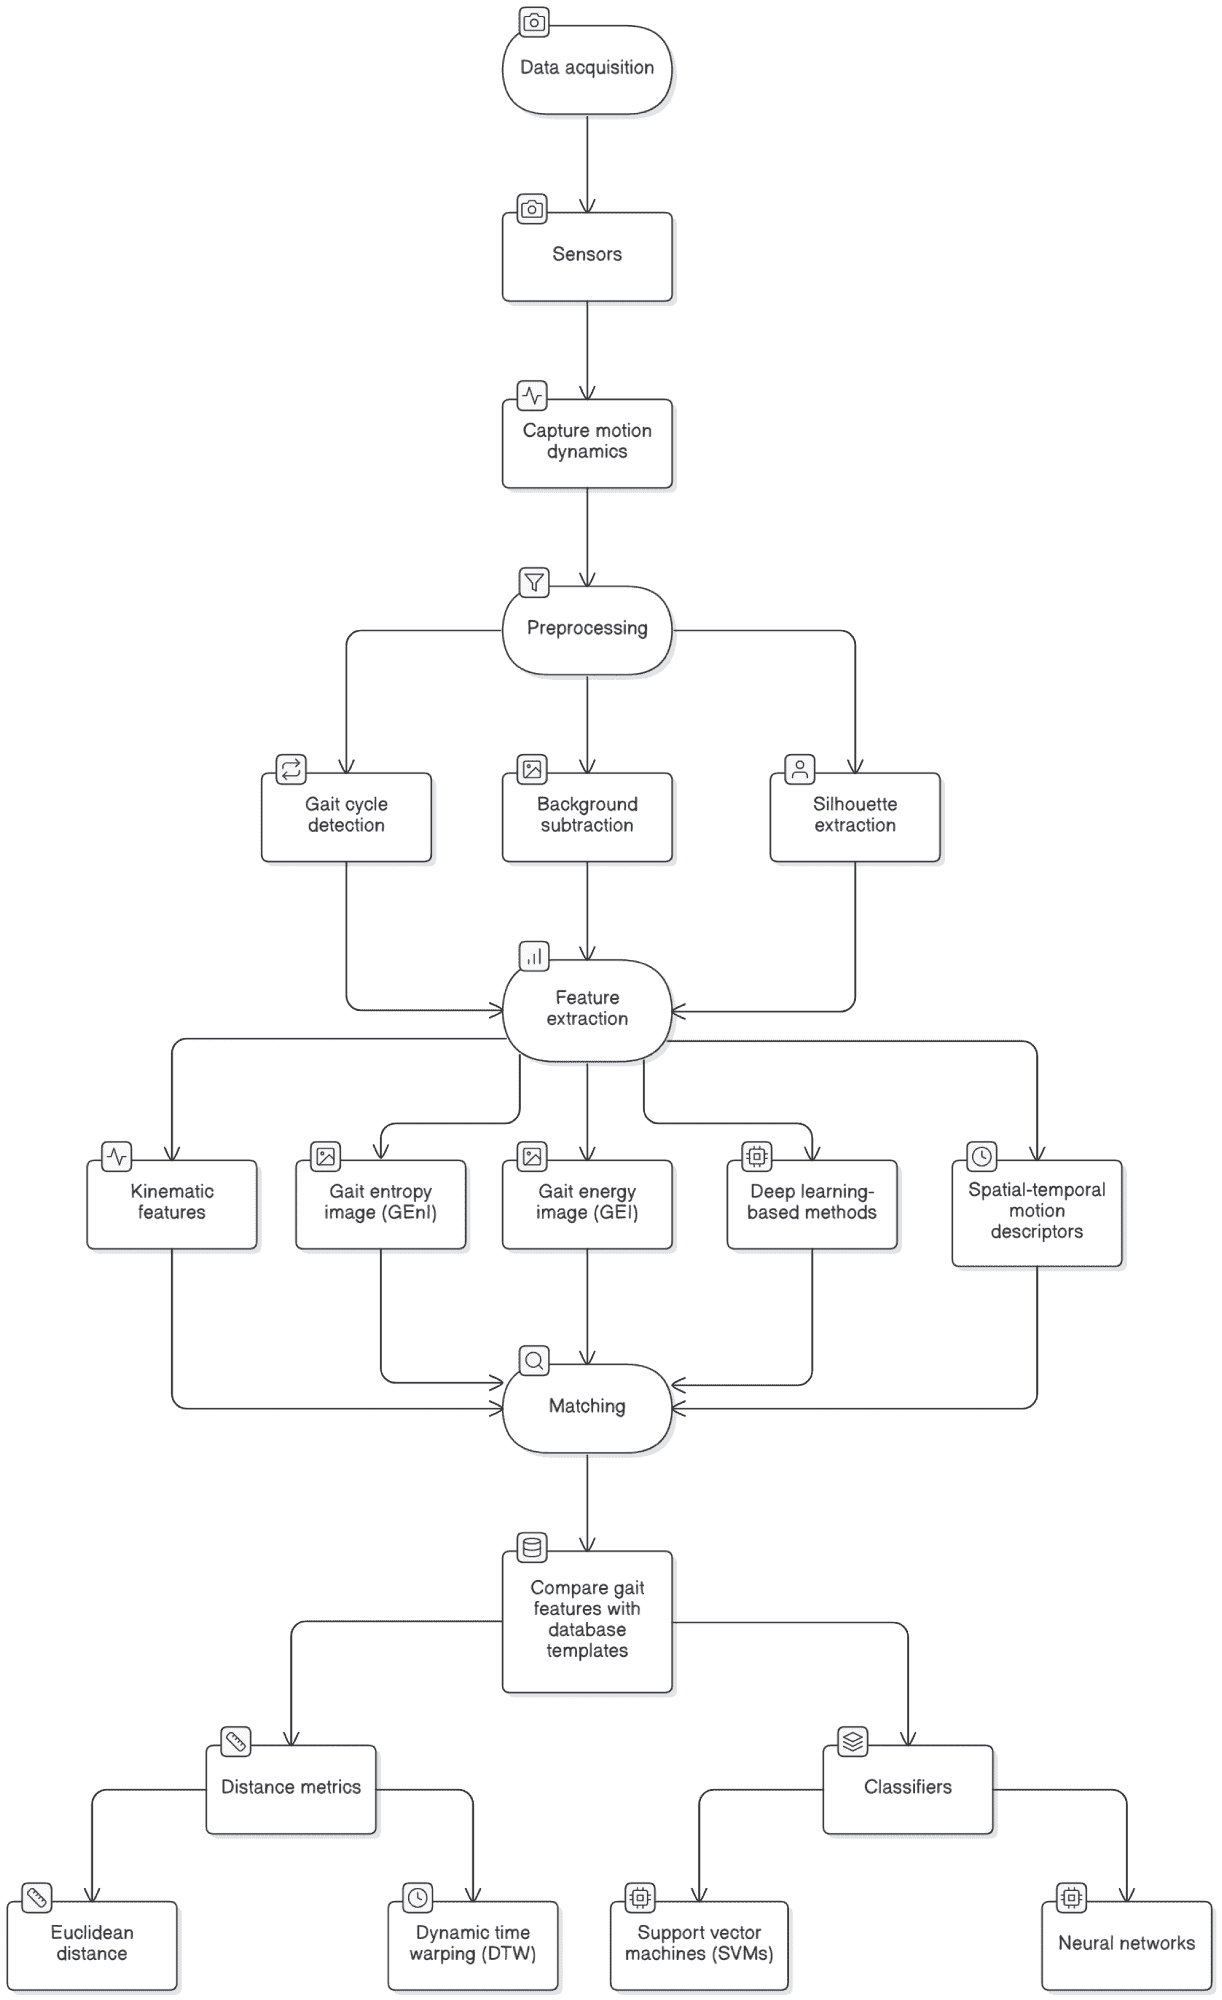 Data acquisition
Sensors
Capture motion
dynamics
Preprocessing
Gait cycle
detection
Background
subtraction
Silhouette
extraction
Feature
extraction
Kinematic
features
Gait entropy
image (GEnI)
Gait energy
image (GEI)
Deep learning-
based methods
Spatial-temporal
motion
descriptors
Matching
Compare gait
features with
database
templates
Distance metrics
Classifiers
Euclidean
distance
Dynamic time
warping (DTW)
Support vector
machines (SVMs)
Neural networks